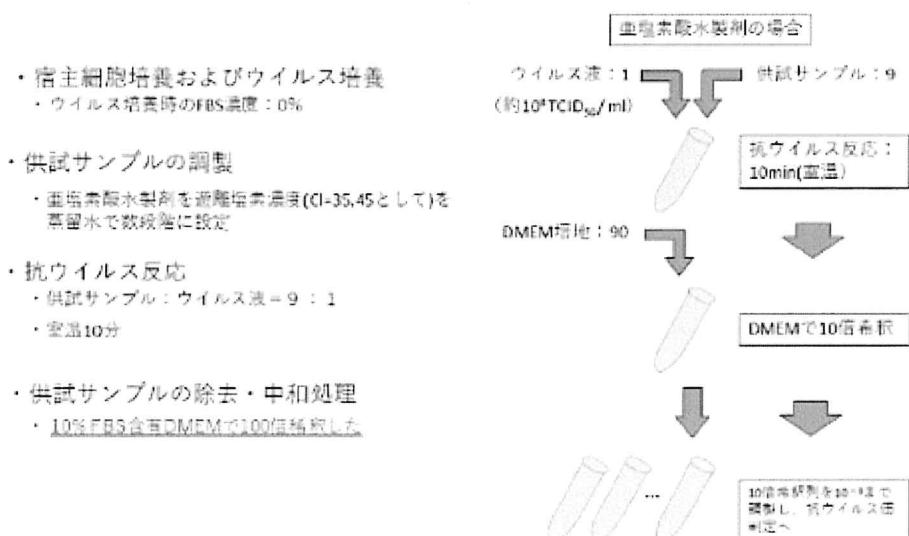 ・宿主細胞培養およびウイルス培養
・ウイルス培養時のFBS濃度：0%
・供試サンプルの調製
・亜塩素酸水製剤を遊離塩素濃度(Cl=35.45として)を
蒸留水で数段階に設定
・抗ウイルス反応
・供試サンプル：ウイルス液＝9：1
・室温10分
・供試サンプルの除去・中和処理
・10%FBS含有DMEMで100倍希釈した
亜塩素酸水製剤の場合
ウイルス液：1
供試サンプル：9
抗ウイルス反応：
10min(室温)
DMEM培地：90
DMEMで10倍希釈
...
10倍希釈列を まで
調製し、抗ウイルス価